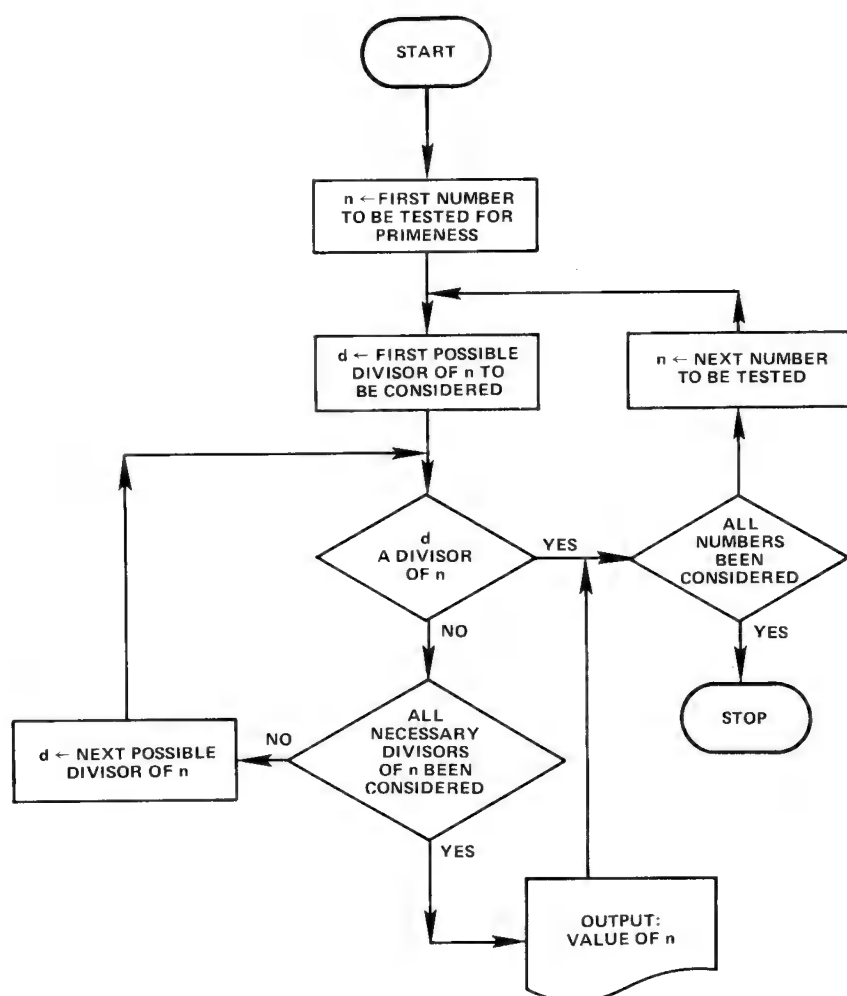 START
n ← FIRST NUMBER
TO BE TESTED FOR
PRIMENESS
d ← FIRST POSSIBLE
DIVISOR OF n TO
BE CONSIDERED
n ← NEXT NUMBER
TO BE TESTED
d
A DIVISOR
OF n
YES
ALL
NUMBERS
BEEN
CONSIDERED
NO
YES
STOP
ALL
NECESSARY
DIVISORS
OF n BEEN
CONSIDERED
NO
d ← NEXT POSSIBLE
DIVISOR OF n
YES
OUTPUT:
VALUE OF n